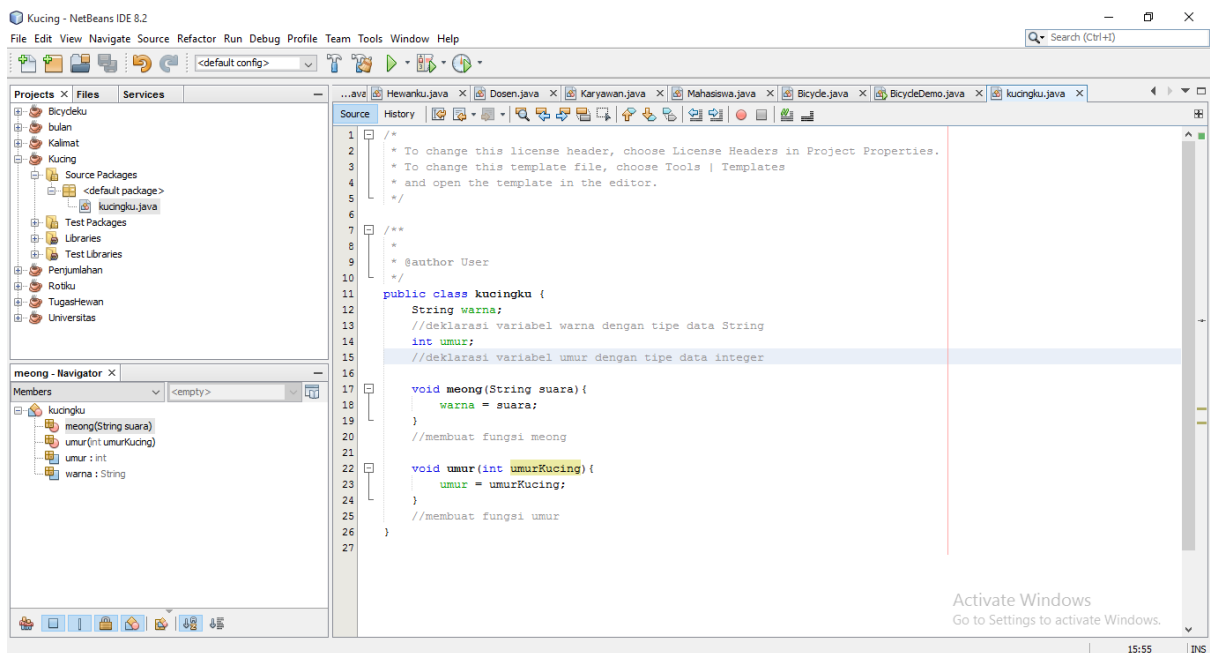 Kucing - NetBeans IDE 8.2
File Edit View Navigate Source Refactor Run Debug Profile Team Tools Window Help
Search (Ctrl+I)
<default config>
Projects Files Services
Bicycleku
bulan
Kalimat
Kucing
Source Packages
<default package>
kucingku.java
Test Packages
Libraries
Test Libraries
Penjumlahan
Rotiku
TugasHewan
Universitas
meong - Navigator
Members <empty>
kucingku
meong(String suara)
umur(int umurKucing)
umur : int
warna : String
...ava Hewanku.java Dosen.java Karyawan.java Mahasiswa.java Bicycle.java BicycleDemo.java kucingku.java
Source History
1 /*
2 * To change this license header, choose License Headers in Project Properties.
3 * To change this template file, choose Tools | Templates
4 * and open the template in the editor.
5 */
6
7 /**
8 *
9 * @author User
10 */
11 public class kucingku {
12 String warna;
13 //deklarasi variabel warna dengan tipe data String
14 int umur;
15 //deklarasi variabel umur dengan tipe data integer
16
17 void meong(String suara){
18 warna = suara;
19 }
20 //membuat fungsi meong
21
22 void umur(int umurKucing){
23 umur = umurKucing;
24 }
25 //membuat fungsi umur
26 }
27
Activate Windows
Go to Settings to activate Windows.
15:55 INS